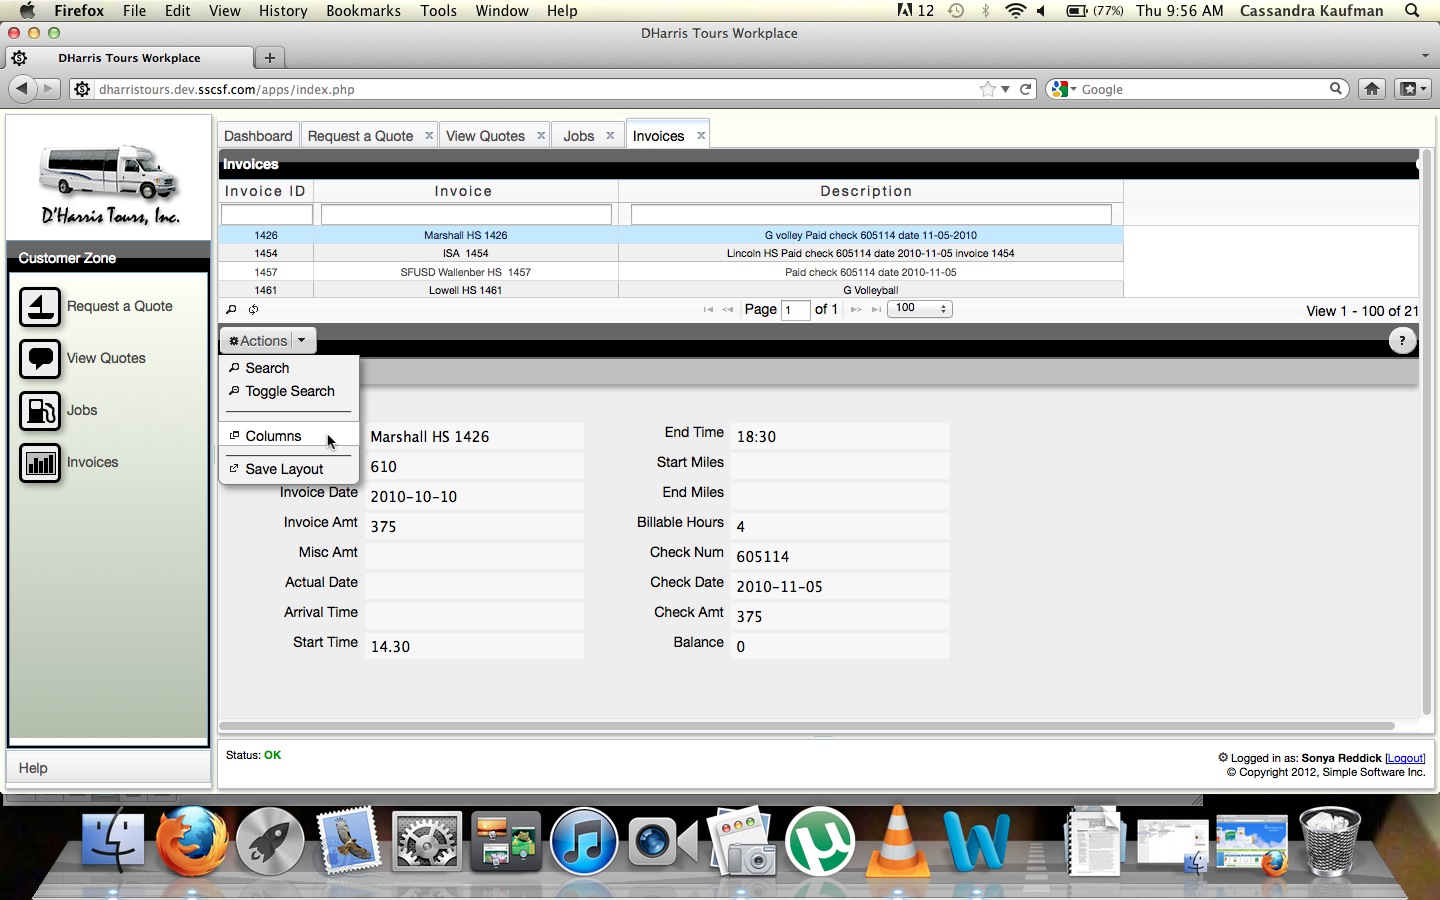 Firefox File Edit View History Bookmarks Tools Window Help 12 (77%) Thu 9:56 AM Cassandra Kaufman
DHarris Tours Workplace
DHarris Tours Workplace +
dharristours.dev.sscsf.com/apps/index.php Google
D'Harris Tours, Inc.
Customer Zone
Request a Quote
View Quotes
Jobs
Invoices
Help
Dashboard Request a Quote x View Quotes x Jobs x Invoices x
Invoices
Invoice ID Invoice Description
1426 Marshall HS 1426 G volley Paid check 605114 date 11-05-2010
1454 ISA 1454 Lincoln HS Paid check 605114 date 2010-11-05 invoice 1454
1457 SFUSD Wallenber HS 1457 Paid check 605114 date 2010-11-05
1461 Lowell HS 1461 G Volleyball
Page 1 of 1 100 View 1 - 100 of 21
Actions ?
Search
Toggle Search
Columns
Save Layout
Marshall HS 1426
610
Invoice Date 2010-10-10
Invoice Amt 375
Misc Amt
Actual Date
Arrival Time
Start Time 14.30
End Time 18:30
Start Miles
End Miles
Billable Hours 4
Check Num 605114
Check Date 2010-11-05
Check Amt 375
Balance 0
Status: OK
Logged in as: Sonya Reddick [Logout]
© Copyright 2012, Simple Software Inc.